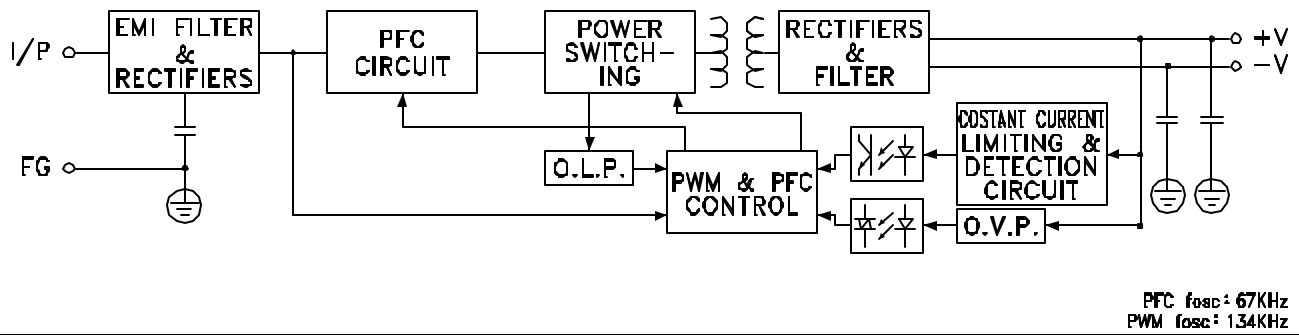 I/P
EMI FILTER
&
RECTIFIERS
PFC
CIRCUIT
POWER
SWITCH-
ING
RECTIFIERS
&
FILTER
+V
-V
FG
O.L.P.
PWM & PFC
CONTROL
COSTANT CURRENT
LIMITING &
DETECTION
CIRCUIT
O.V.P.
PFC fosc: 67KHz
PWM fosc: 134KHz